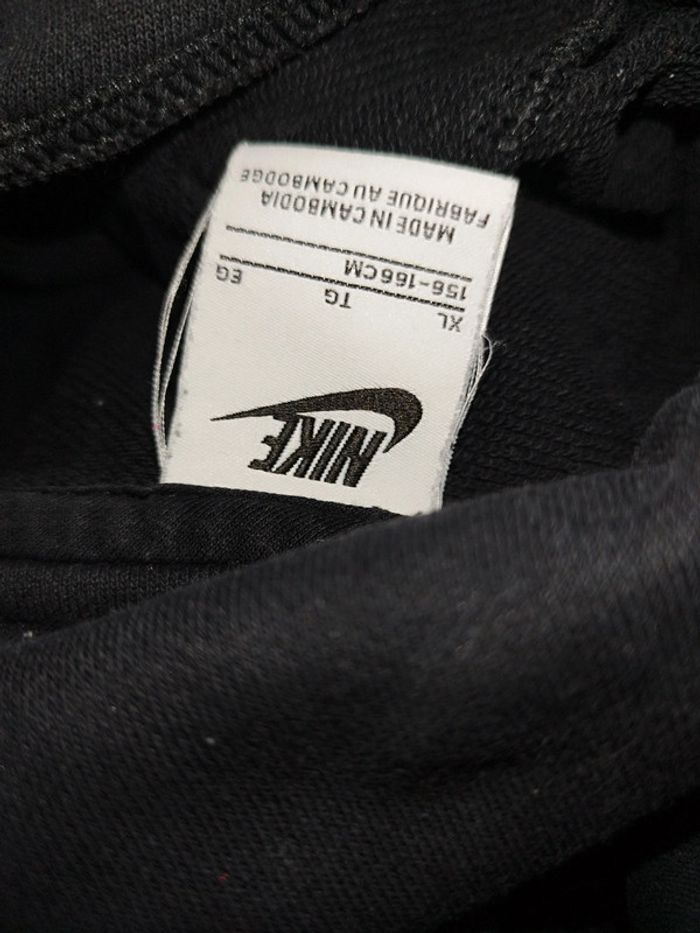 NIKE
XL TG EG
156-166CM
MADE IN CAMBODIA
FABRIQUE AU CAMBODGE